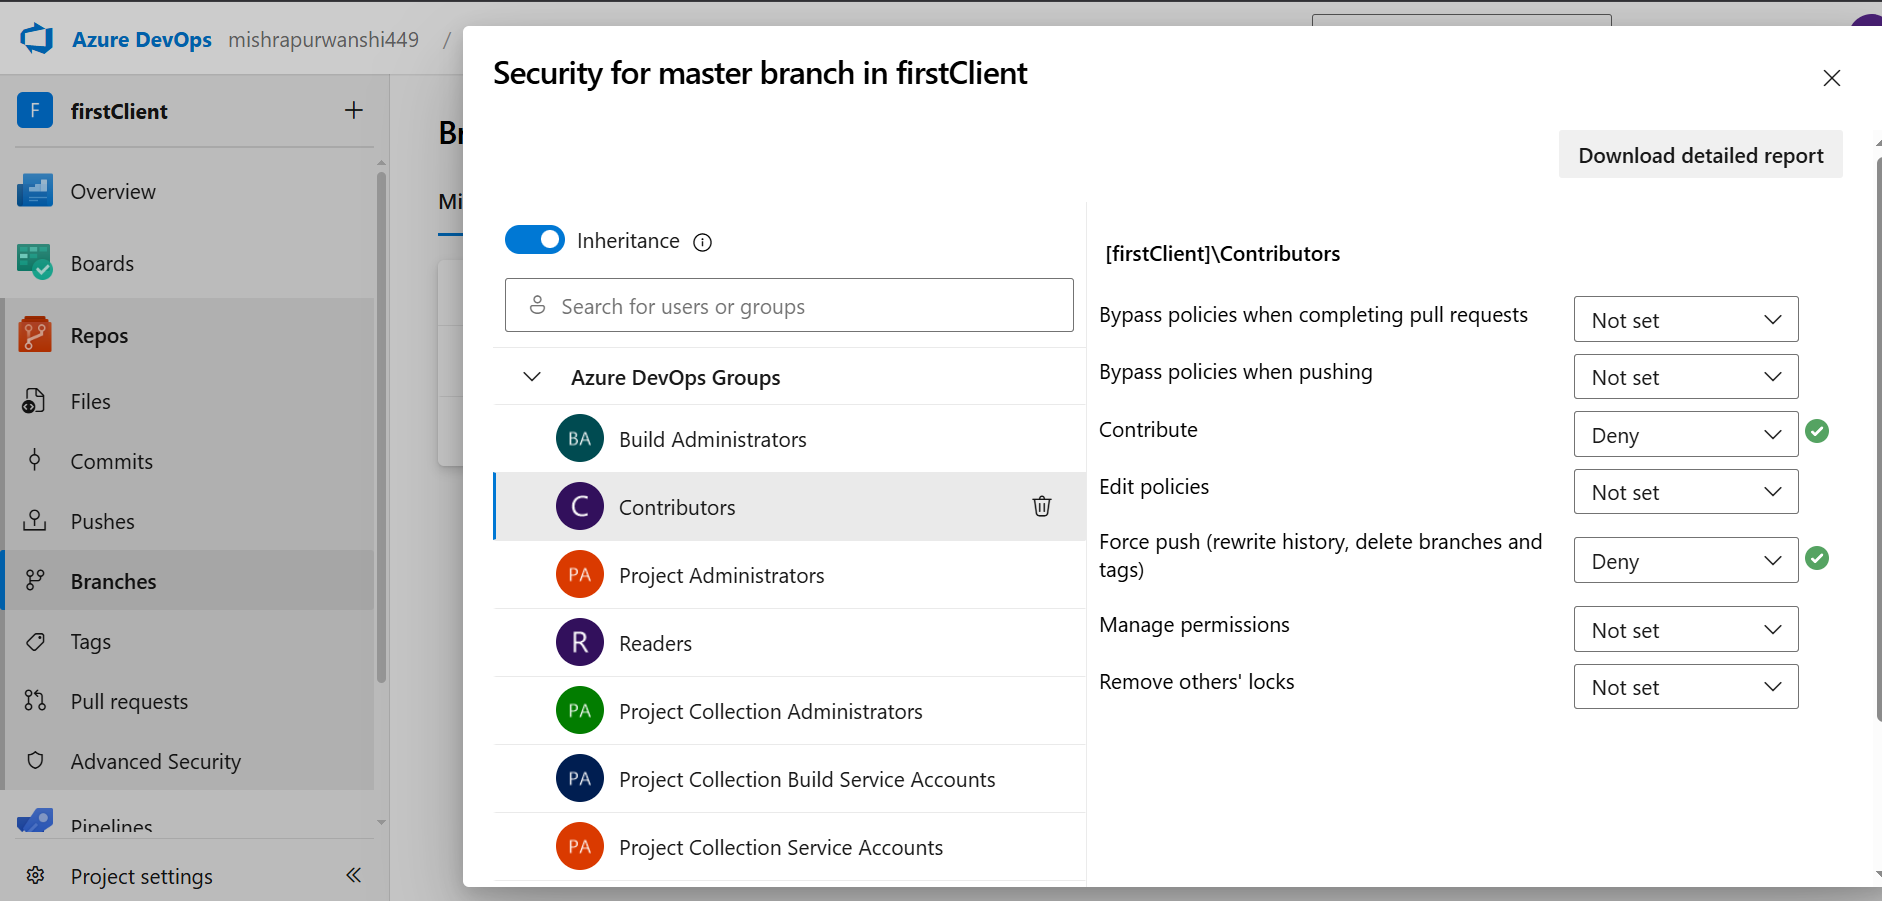 Azure DevOps mishrapurwanshi449 /
F firstClient +
Overview
Boards
Repos
Files
Commits
Pushes
Branches
Tags
Pull requests
Advanced Security
Pipelines
Project settings
Security for master branch in firstClient
Download detailed report
Inheritance
Search for users or groups
Azure DevOps Groups
BA Build Administrators
C Contributors
PA Project Administrators
R Readers
PA Project Collection Administrators
PA Project Collection Build Service Accounts
PA Project Collection Service Accounts
[firstClient]\Contributors
Bypass policies when completing pull requests Not set
Bypass policies when pushing Not set
Contribute Deny
Edit policies Not set
Force push (rewrite history, delete branches and
tags) Deny
Manage permissions Not set
Remove others' locks Not set